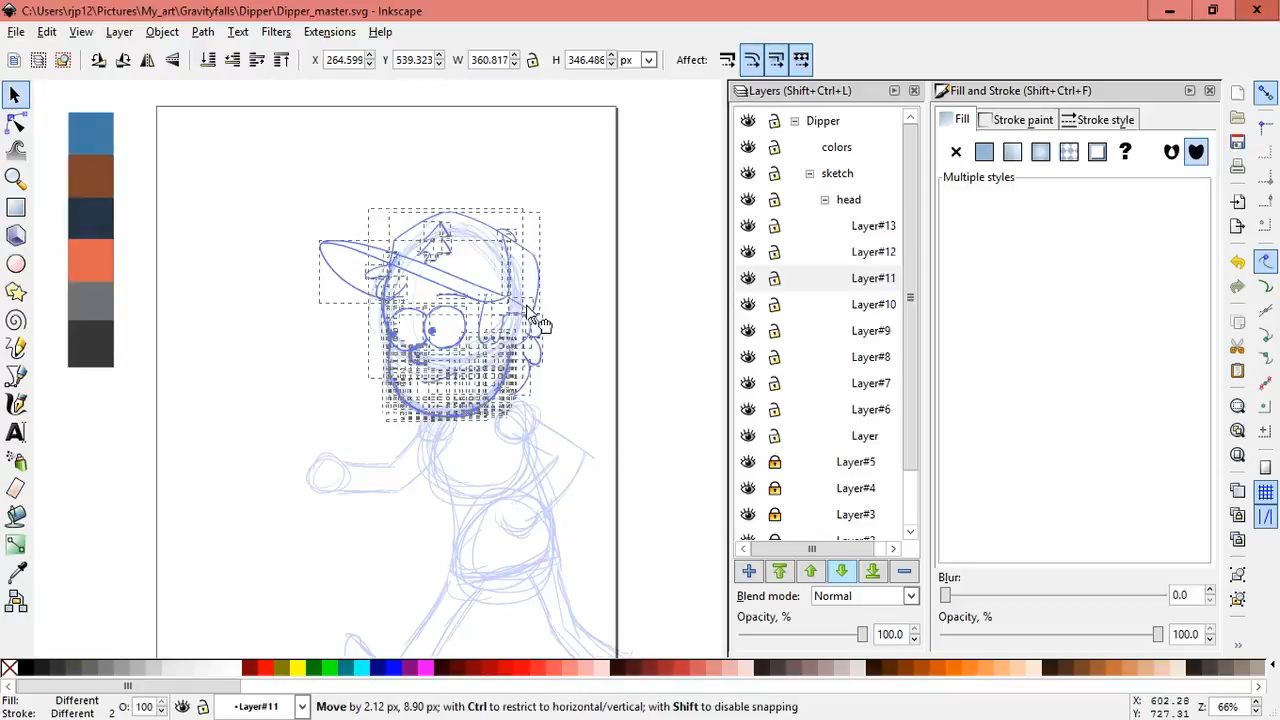 C:\Users\rjp12\Pictures\My_art\Gravityfalls\Dipper\Dipper_master.svg - Inkscape
File Edit View Layer Object Path Text Filters Extensions Help
X 264.599 Y 539.323 W 360.817 H 346.486 px Affect:
Layers (Shift+Ctrl+L)
Dipper
colors
sketch
head
Layer#13
Layer#12
Layer#11
Layer#10
Layer#9
Layer#8
Layer#7
Layer#6
Layer
Layer#5
Layer#4
Layer#3
Blend mode: Normal
Opacity, %
100.0
Fill and Stroke (Shift+Ctrl+F)
Fill Stroke paint Stroke style
Multiple styles
Blur:
0.0
Opacity, %
100.0
Fill: Different
Stroke: Different 2
O: 100
•Layer#11
Move by 2.12 px, 8.90 px; with Ctrl to restrict to horizontal/vertical; with Shift to disable snapping
X: 602.28
Y: 727.31
Z: 66%